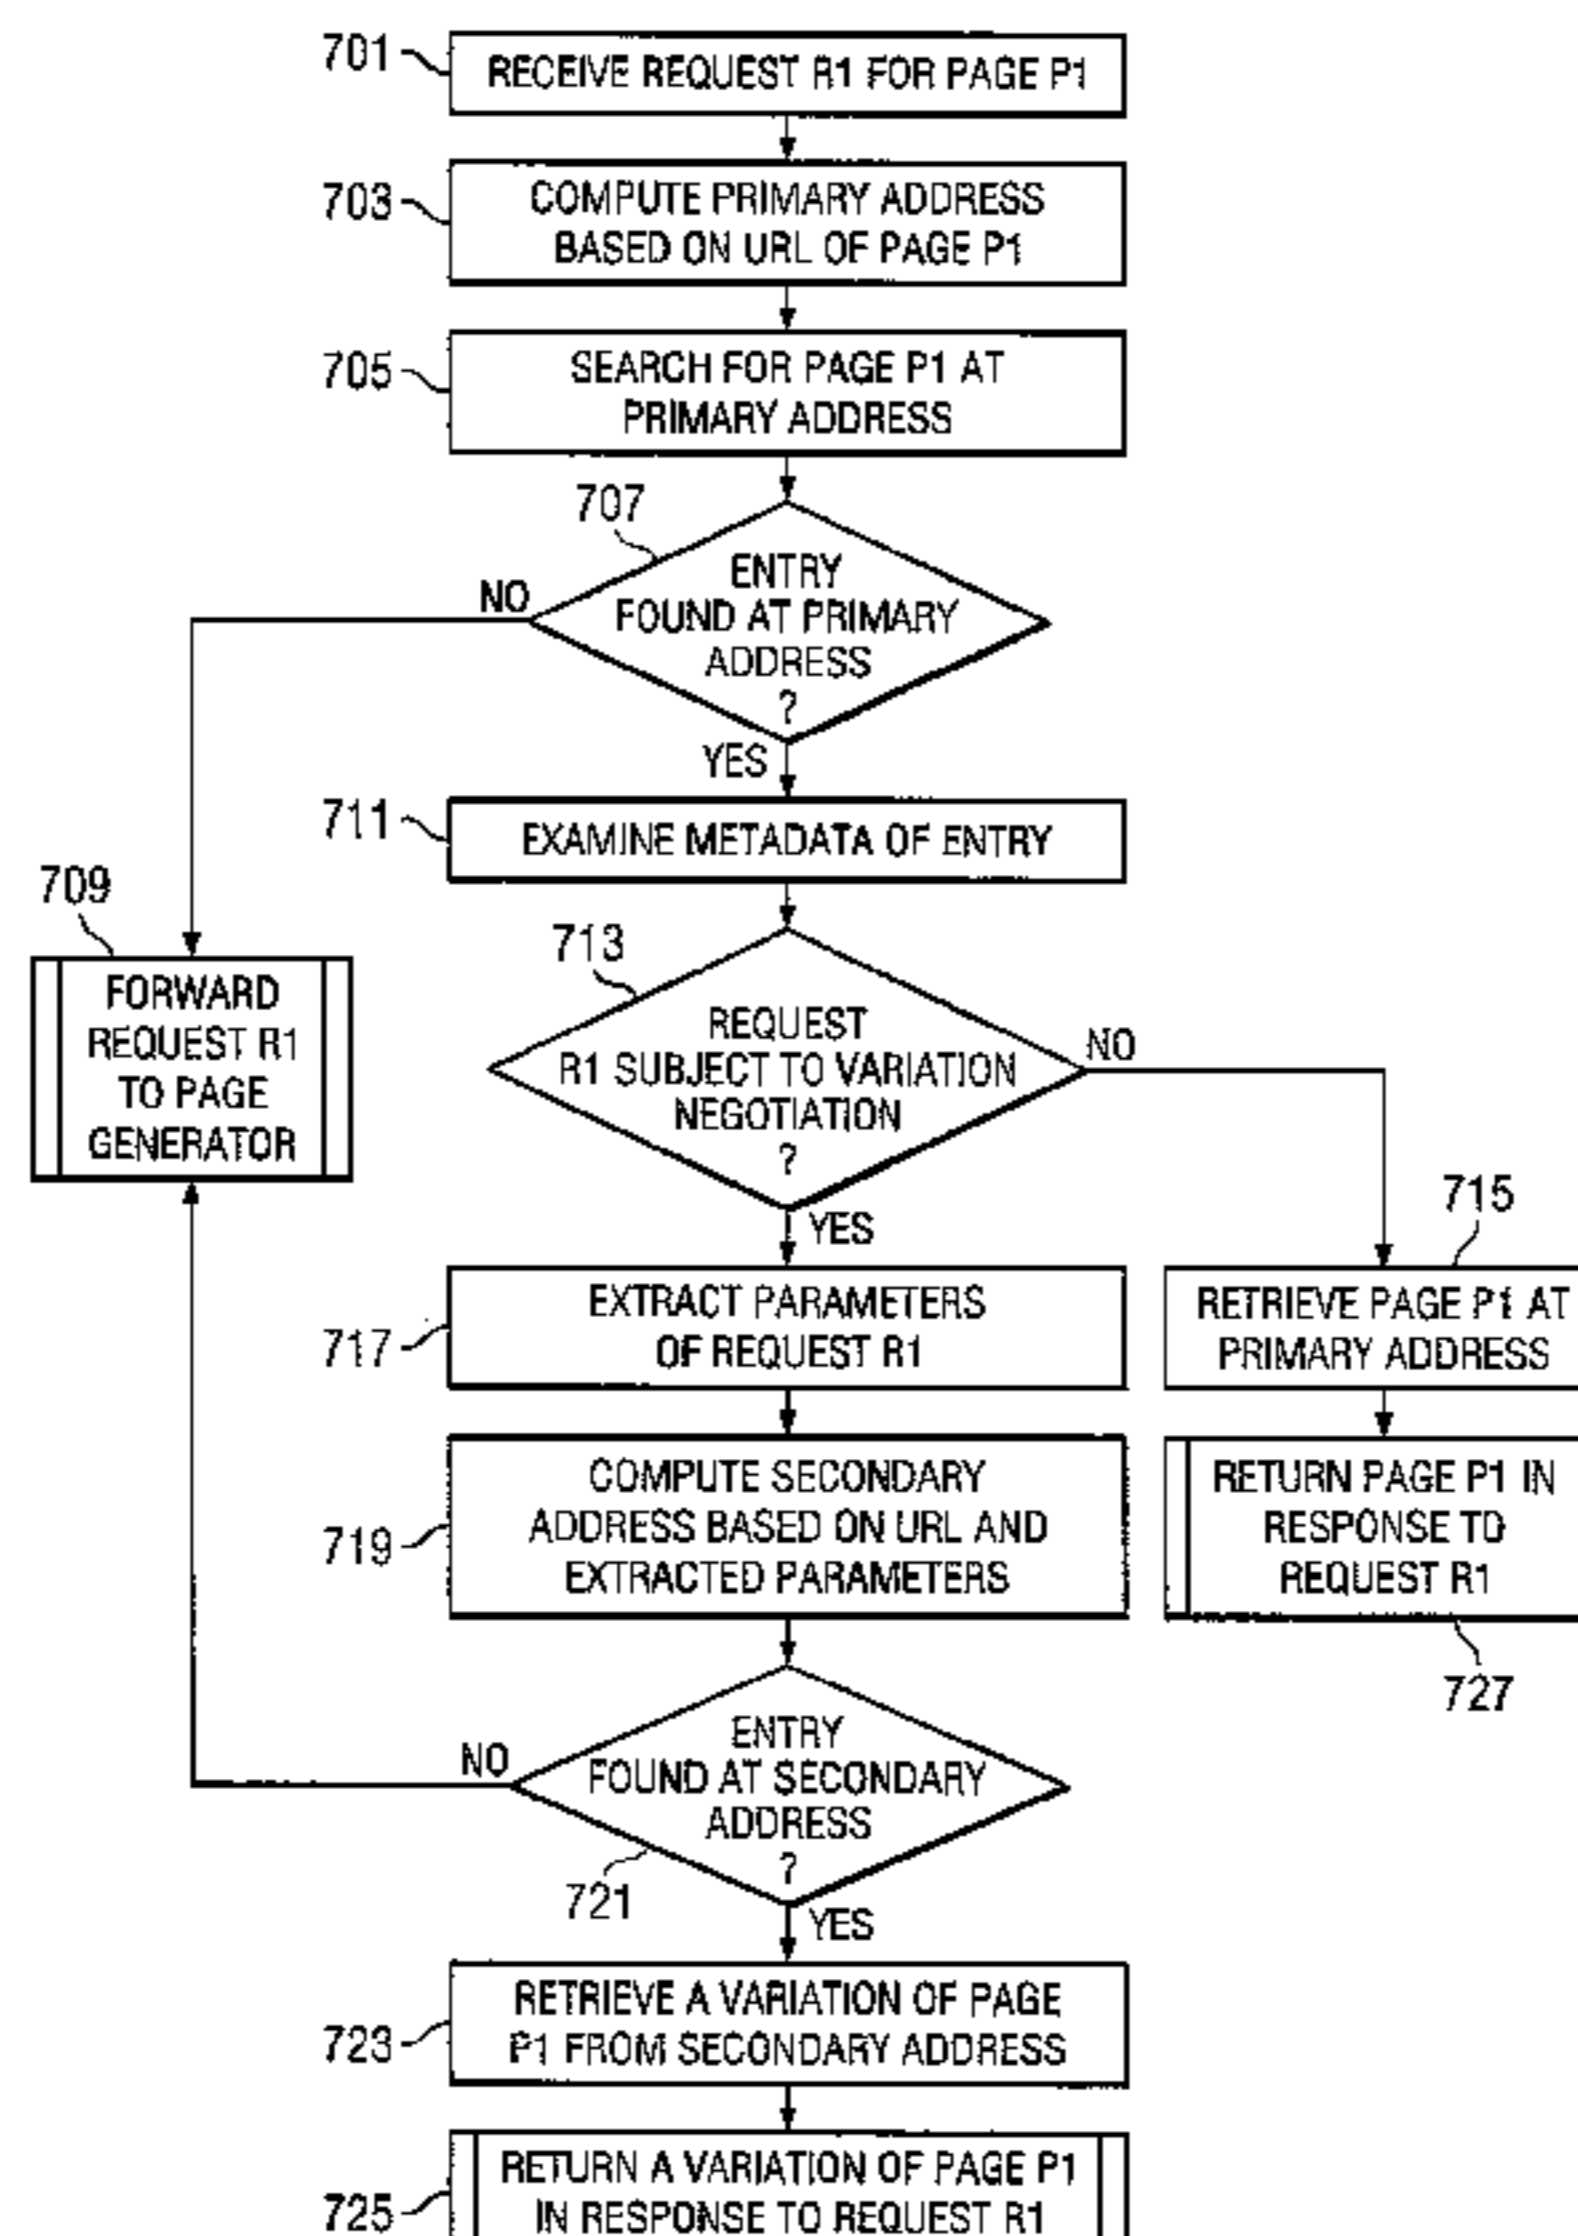 701
RECEIVE REQUEST R1 FOR PAGE P1
703
COMPUTE PRIMARY ADDRESS
BASED ON URL OF PAGE P1
705
SEARCH FOR PAGE P1 AT
PRIMARY ADDRESS
707
ENTRY
FOUND AT PRIMARY
ADDRESS
?
NO
YES
711
EXAMINE METADATA OF ENTRY
709
FORWARD
REQUEST R1
TO PAGE
GENERATOR
713
REQUEST
R1 SUBJECT TO VARIATION
NEGOTIATION
?
NO
YES
715
RETRIEVE PAGE P1 AT
PRIMARY ADDRESS
717
EXTRACT PARAMETERS
OF REQUEST R1
719
COMPUTE SECONDARY
ADDRESS BASED ON URL AND
EXTRACTED PARAMETERS
RETURN PAGE P1 IN
RESPONSE TO
REQUEST R1
727
ENTRY
FOUND AT SECONDARY
ADDRESS
?
NO
721
YES
723
RETRIEVE A VARIATION OF PAGE
P1 FROM SECONDARY ADDRESS
725
RETURN A VARIATION OF PAGE P1
IN RESPONSE TO REQUEST R1